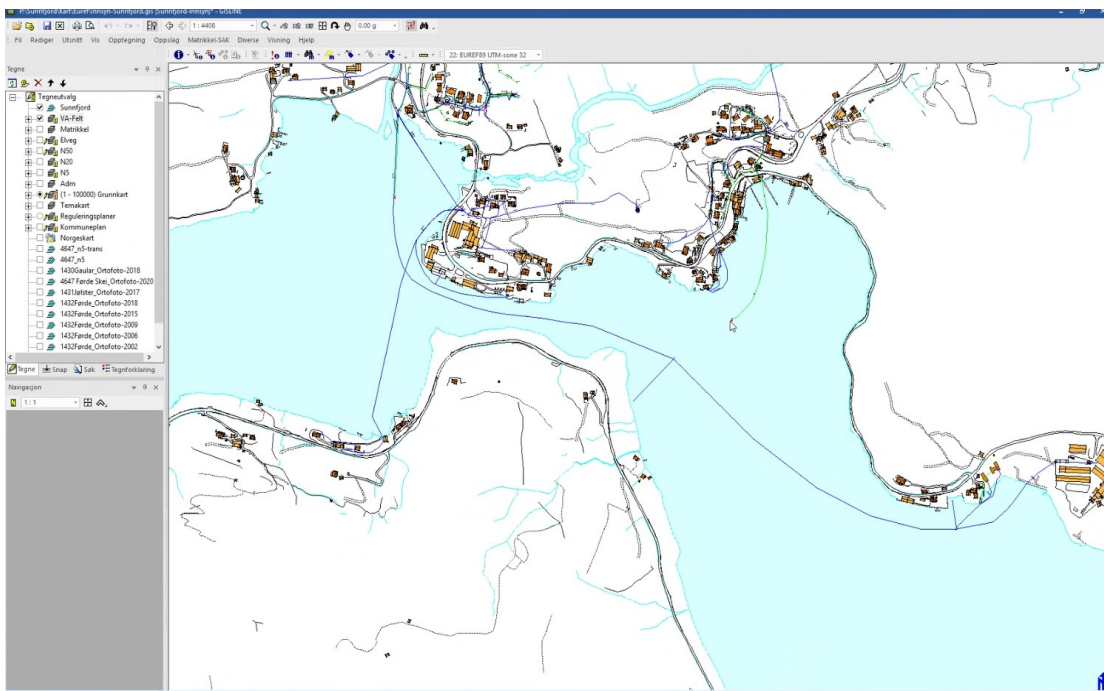 P:\Sunnfjord\Kart\Euref\Innsyn-Sunnfjord.gis [Sunnfjord-Innsyn]* - GISLINE
1:4408
0,00 g
Fil Rediger Utsnitt Vis Opptegning Oppslag Matrikkel-SAK Diverse Visning Hjelp
22: EUREF89 UTM-sone 32
Tegne
Tegneutvalg
Sunnfjord
VA-Felt
Matrikkel
Elveg
N50
N20
N5
Adm
(1 - 100000) Grunnkart
Temakart
Reguleringsplaner
Kommuneplan
Norgeskart
4647_n5-trans
4647_n5
1430Gaular_Ortofoto-2018
4647 Førde Skei_Ortofoto-2020
1431Jølster_Ortofoto-2017
1432Førde_Ortofoto-2018
1432Førde_Ortofoto-2015
1432Førde_Ortofoto-2009
1432Førde_Ortofoto-2006
1432Førde_Ortofoto-2002
Tegne Snap Søk Tegnforklaring
Navigasjon
1:1